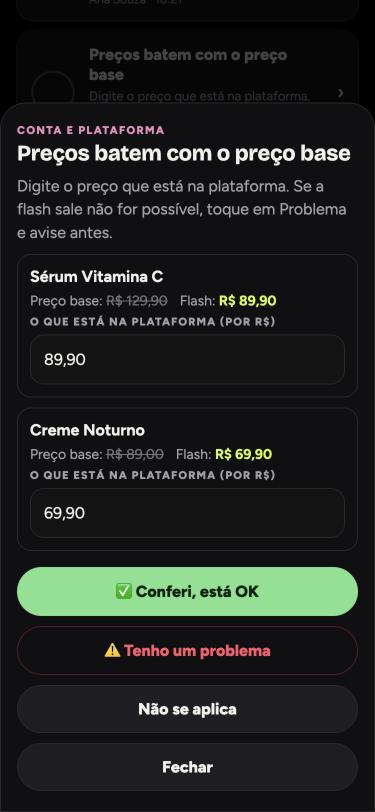 Ana Souza · 10:21
Preços batem com o preço
base
Digite o preço que está na plataforma.
›
CONTA E PLATAFORMA
Preços batem com o preço base
Digite o preço que está na plataforma. Se a
flash sale não for possível, toque em Problema
e avise antes.
Sérum Vitamina C
Preço base: R$ 129,90 Flash: R$ 89,90
O QUE ESTÁ NA PLATAFORMA (POR R$)
89,90
Creme Noturno
Preço base: R$ 89,00 Flash: R$ 69,90
O QUE ESTÁ NA PLATAFORMA (POR R$)
69,90
✅ Conferi, está OK
⚠️ Tenho um problema
Não se aplica
Fechar